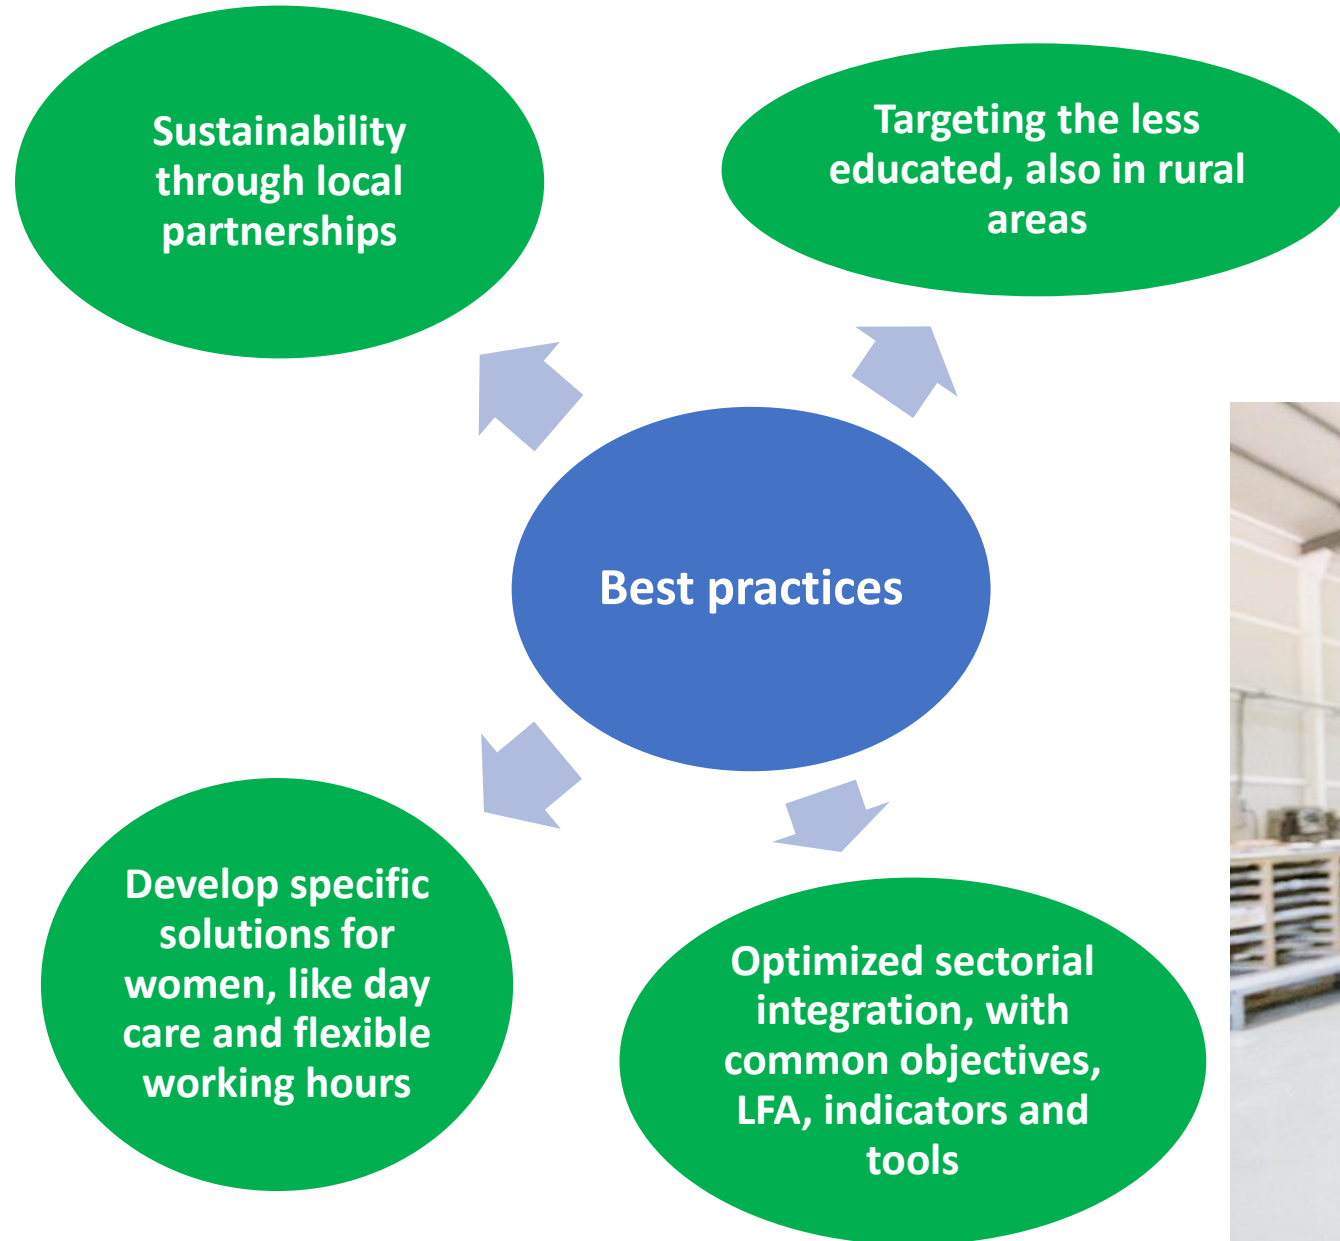 Sustainability
through local
partnerships
Targeting the less
educated, also in rural
areas
Best practices
Develop specific
solutions for
women, like day
care and flexible
working hours
Optimized sectorial
integration, with
common objectives,
LFA, indicators and
tools